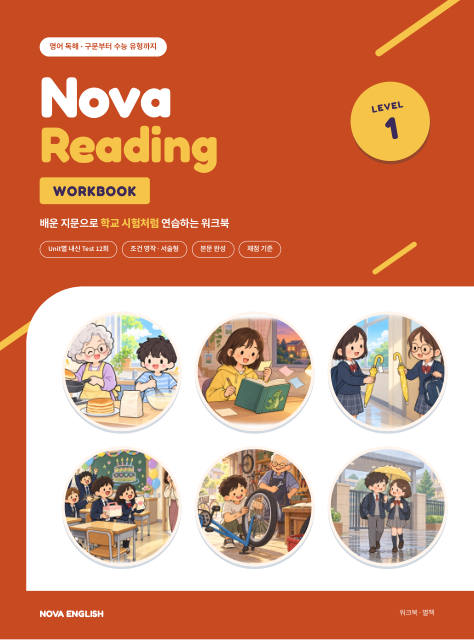 영어 독해 · 구문부터 수능 유형까지
Nova
Reading
LEVEL
1
WORKBOOK
배운 지문으로 학교 시험처럼 연습하는 워크북
Unit별 내신 Test 12회
조건 영작 · 서술형
본문 완성
채점 기준
NOVA ENGLISH
워크북 · 별책